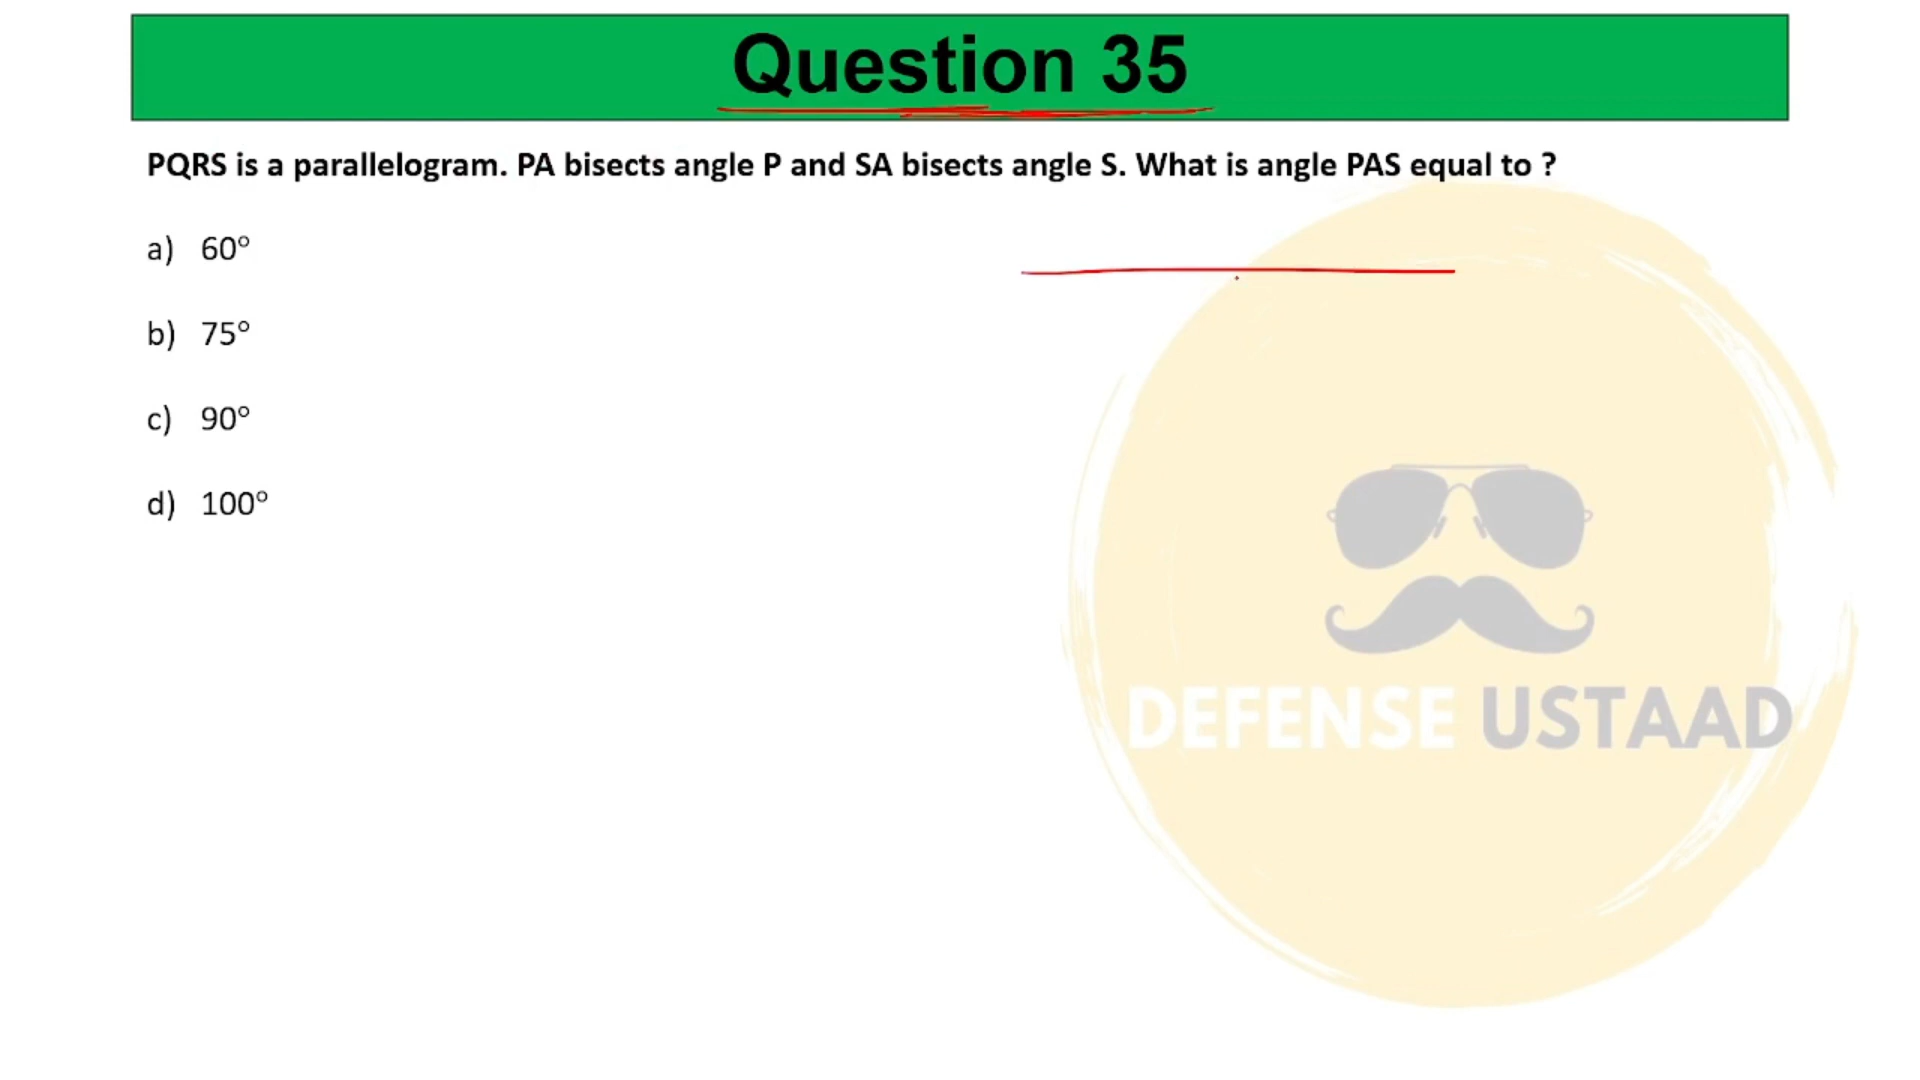 Question 35
PQRS is a parallelogram. PA bisects angle P and SA bisects angle S. What is angle PAS equal to ?
a) 60°
b) 75°
c) 90°
d) 100°
DEFENSE USTAAD